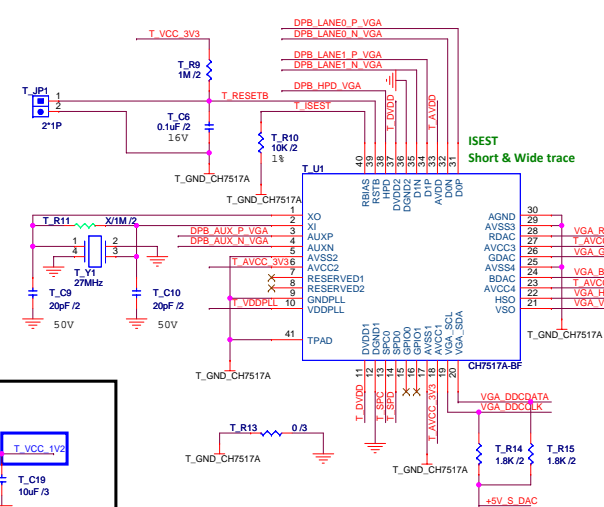 DPB_LANE0_P_VGA
T_VCC_3V3
DPB_LANE0_N_VGA
DPB_LANE1_P_VGA
DPB_LANE1_N_VGA
T_R9
1M /2
DPB_HPD_VGA
T_JP1
1
2
2*1P
T_RESETB
T_ISEST
T_DVDD
T_AVDD
T_C6
0.1uF /2
16V
T_R10
10K /2
1%
ISEST
Short & Wide trace
T_GND_CH7517A
T_GND_CH7517A
T_U1
40 39 38 37 36 35 34 33 32 31
RBIAS RSTB HPD DVDD2 DGND2 D1N D1P AVDD D0N D0P
1 XO
2 XI
3 AUXP
4 AUXN
5 AVSS2
6 AVCC2
7 RESERVED1
8 RESERVED2
9 GNDPLL
10 VDDPLL
41 TPAD
AGND 30
AVSS3 29
RDAC 28
AVCC3 27
GDAC 26
AVSS4 25
BDAC 24
AVCC4 23
HSO 22
VSO 21
VGA_R
T_AVC
VGA_G
VGA_B
T_AVC
VGA_H
VGA_V
T_R11
X/1M /2
DPB_AUX_P_VGA
DPB_AUX_N_VGA
T_AVCC_3V3
T_VDDPLL
1
4
2
3
T_Y1
27MHz
T_C9
20pF /2
50V
T_C10
20pF /2
50V
T_GND_CH7517A
DVDD1 DGND1 SPC0 SPD0 GPIO0 GPIO1 AVSS1 AVCC1 VGA_SCL VGA_SDA
11 12 13 14 15 16 17 18 19 20
CH7517A-BF
T_GND_CH7517A
T_DVDD
T_SPC
T_SPD
T_AVCC_3V3
VGA_DDCDATA
VGA_DDCCLK
T_R13
0 /3
T_GND_CH7517A
T_GND_CH7517A
T_R14
1.8K /2
T_R15
1.8K /2
+5V_S_DAC
T_VCC_1V2
T_C19
10uF /3